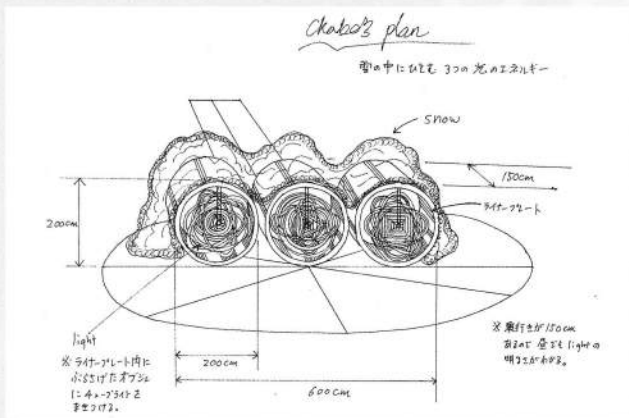 chabo's plan
雪の中にひそむ 3つの光のエネルギー
snow
150cm
ライナープレート
200cm
light
※ライナープレート内に
ぶらさげたオブジェ
にチューブライトを
まきつける。
200cm
600cm
※奥行きが150cm
あるので 昼でも lightの
明るさがわかる。